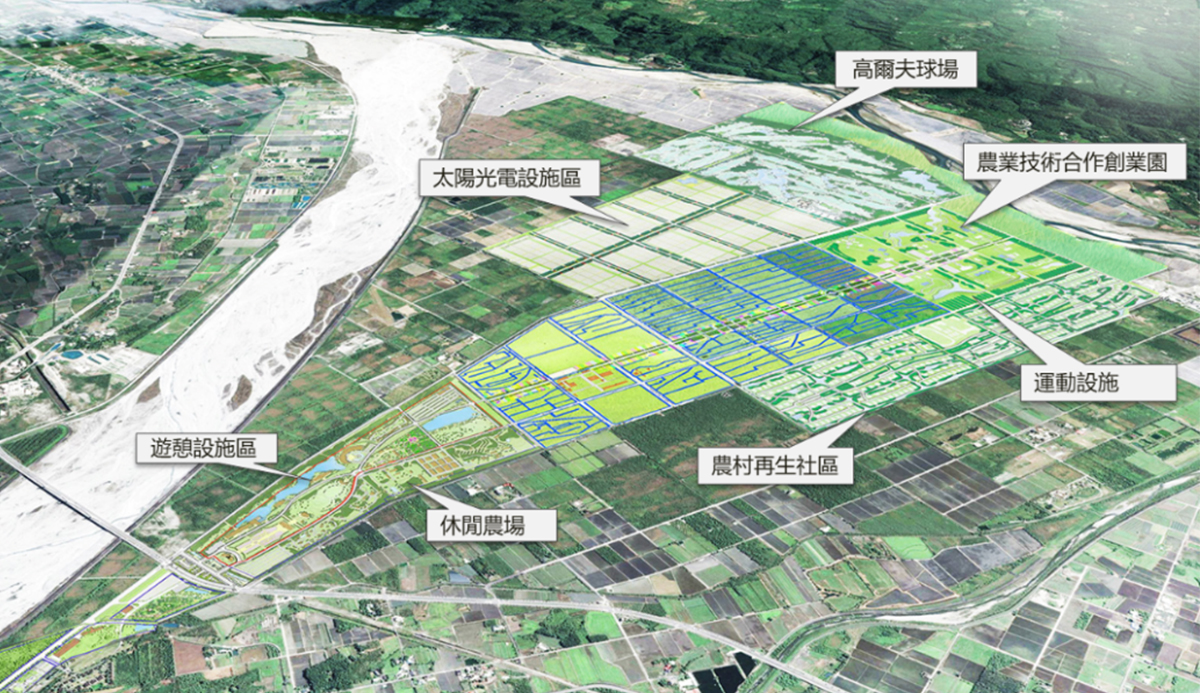 高爾夫球場
農業技術合作創業園
太陽光電設施區
運動設施
遊憩設施區
農村再生社區
休閒農場